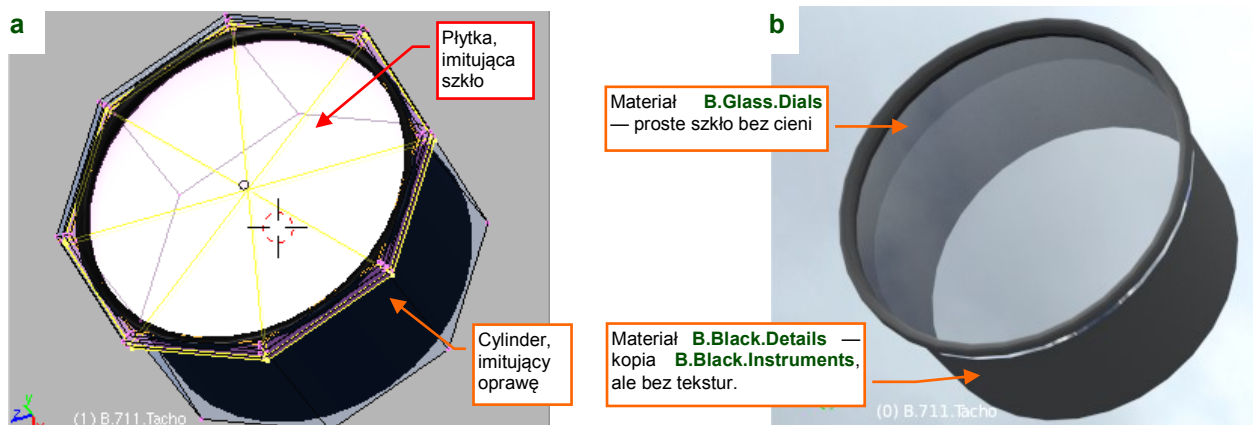 a
Płytka,
imitująca
szkło
Cylinder,
imitujący
oprawę
(1) B.711.Tacho
b
Materiał B.Glass.Dials
— proste szkło bez cieni
Materiał B.Black.Details —
kopia B.Black.Instruments,
ale bez tekstur.
(0) B.711.Tacho